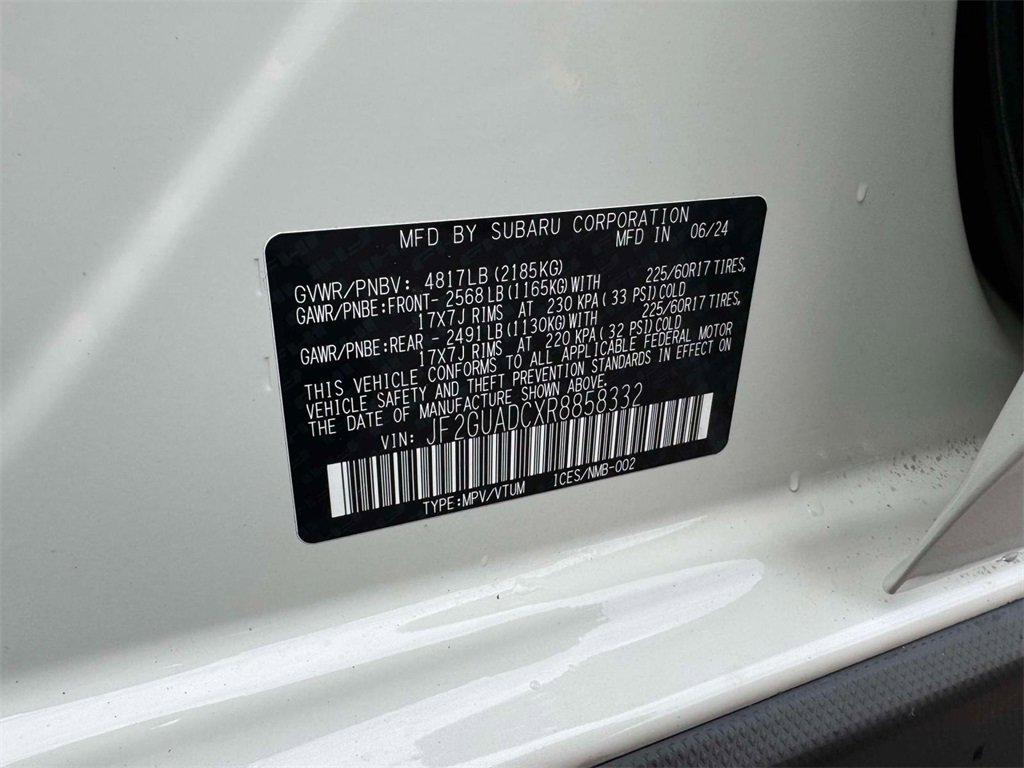 MFD BY SUBARU CORPORATION
MFD IN 06/24
GVWR/PNBV: 4817LB (2185KG)
GAWR/PNBE:FRONT- 2568LB (1165KG) WITH 225/60R17 TIRES,
17X7J RIMS AT 230 KPA (33 PSI) COLD
GAWR/PNBE:REAR - 2491LB (1130KG) WITH 225/60R17 TIRES,
17X7J RIMS AT 220 KPA (32 PSI) COLD
THIS VEHICLE CONFORMS TO ALL APPLICABLE FEDERAL MOTOR
VEHICLE SAFETY AND THEFT PREVENTION STANDARDS IN EFFECT ON
THE DATE OF MANUFACTURE SHOWN ABOVE.
VIN: JF2GUADCXR8858332
TYPE:MPV/VTUM ICES/NMB-002